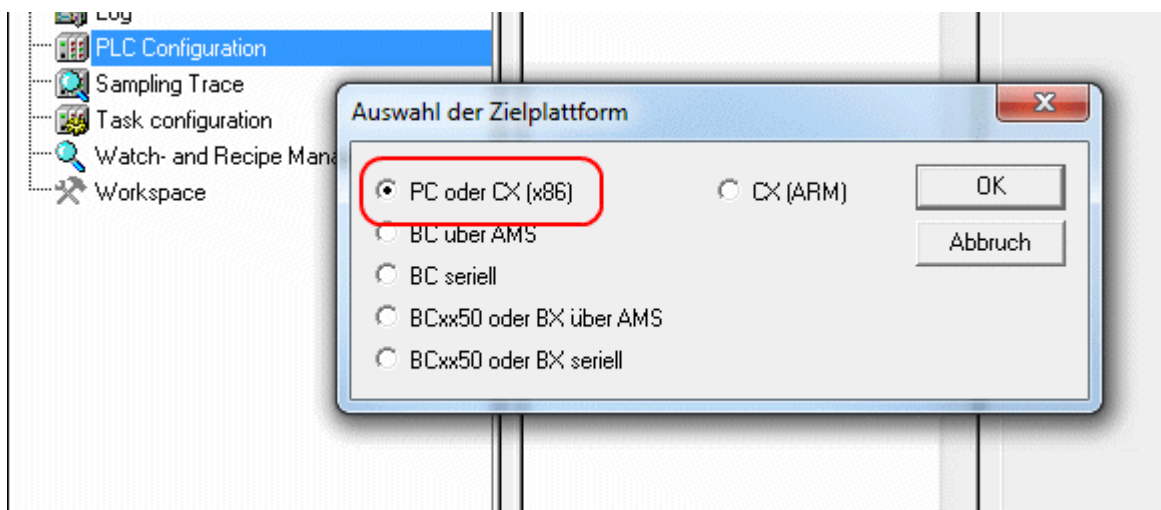 Log
PLC Configuration
Sampling Trace
Task configuration
Watch- and Recipe
Workspace
Auswahl der Zielplattform
PC oder CX (x86)
CX (ARM)
OK
BC über AMS
Abbruch
BC seriell
BCxx50 oder BX über AMS
BCxx50 oder BX seriell